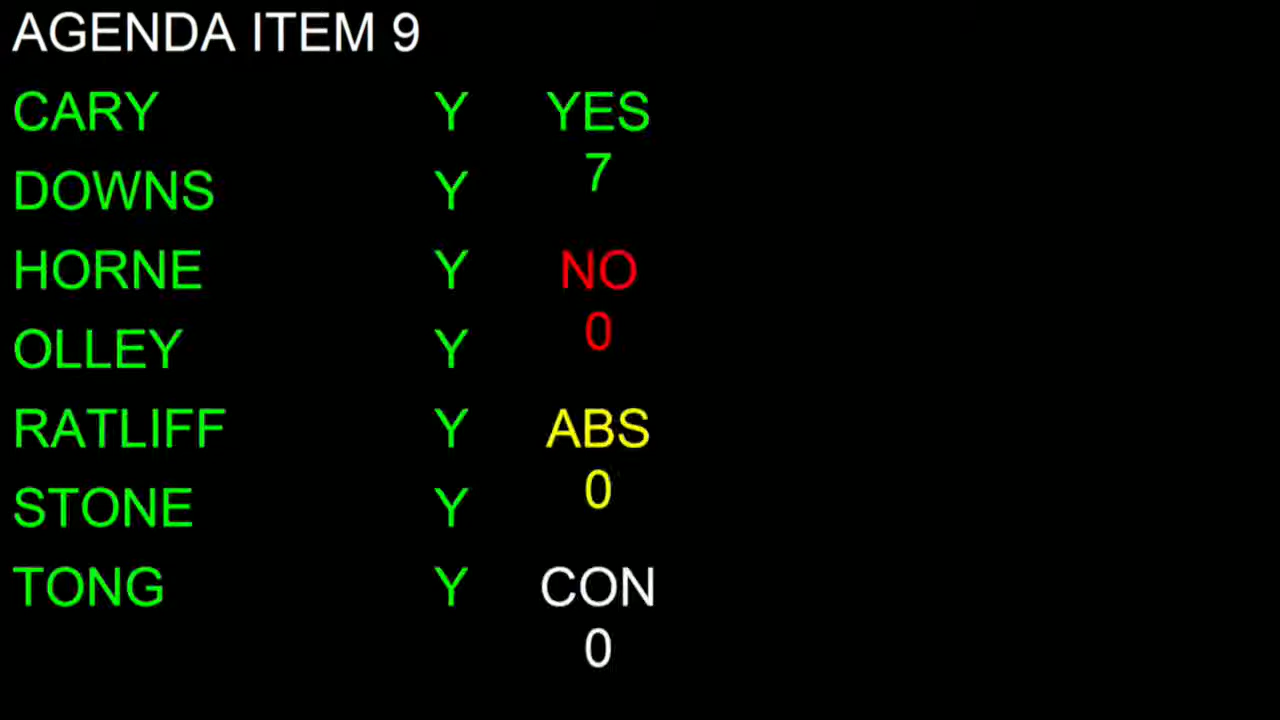 AGENDA ITEM 9
CARY Y YES
7
DOWNS Y
HORNE Y NO
0
OLLEY Y
RATLIFF Y ABS
0
STONE Y
TONG Y CON
0